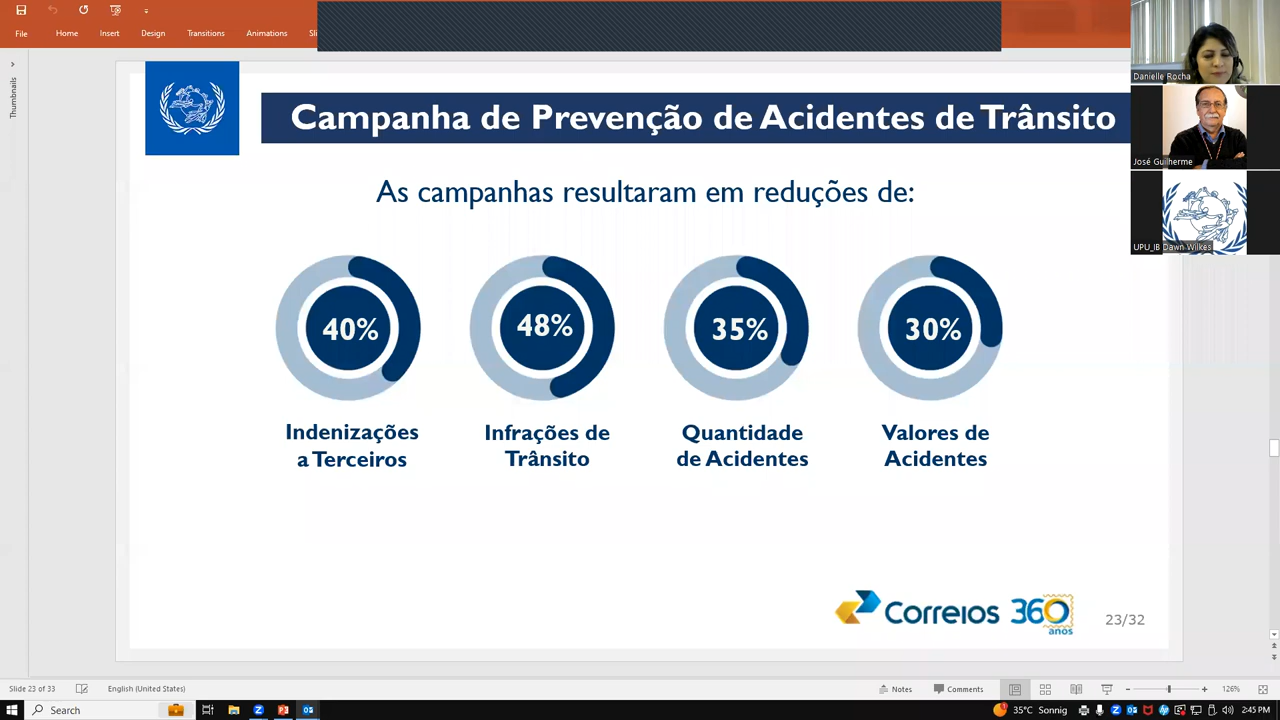 File
Home
Insert
Design
Transitions
Animations
Sli
Danielle Rocha
José Guilherme
UPU_IB Dawn Wilkes
Thumbnails
Campanha de Prevenção de Acidentes de Trânsito
As campanhas resultaram em reduções de:
40%
48%
35%
30%
Indenizações
a Terceiros
Infrações de
Trânsito
Quantidade
de Acidentes
Valores de
Acidentes
Correios 360
anos
23/32
Slide 23 of 33
English (United States)
Notes
Comments
126%
Search
35°C Sonnig
2:45 PM